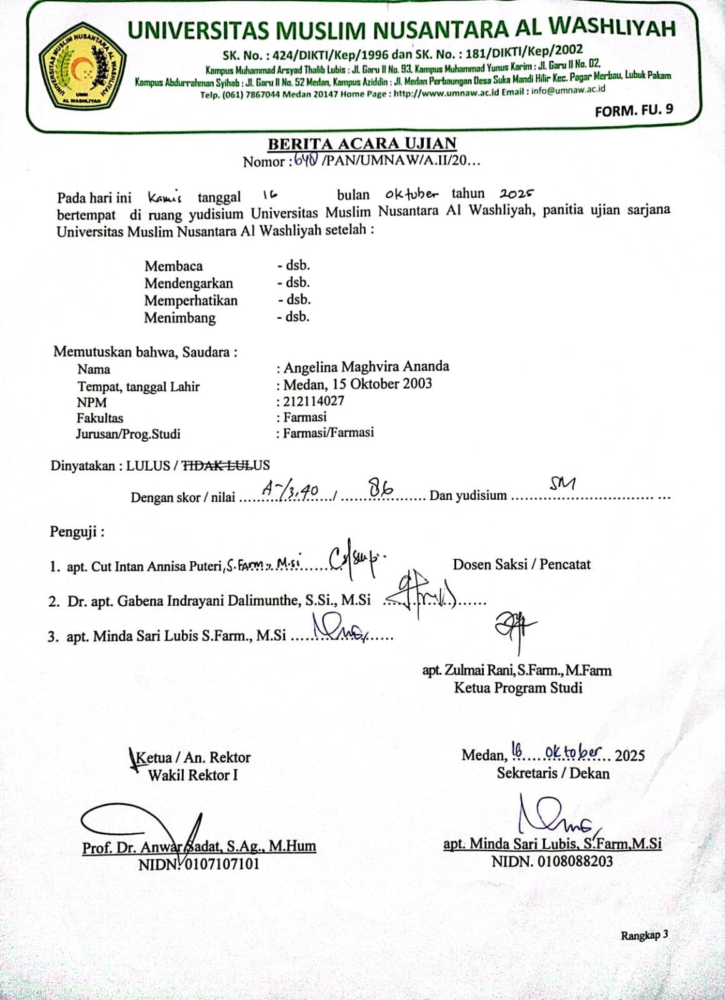 UNIVERSITAS MUSLIM NUSANTARA AL WASHLIYAH
SK. No. : 424/DIKTI/Kep/1996 dan SK. No. : 181/DIKTI/Kep/2002
Kampus Muhammad Arsyad Thalib Lubis : Jl. Garu II No. 93, Kampus Muhammad Yunus Karim : Jl. Garu II No. 02,
Kampus Abdurrahman Syihab : Jl. Garu II No. 52 Medan, Kampus Aziddin : Jl. Medan Perbaungan Desa Suka Mandi Hilir Kec. Pagar Merbau, Lubuk Pakam
Telp. (061) 7867044 Medan 20147 Home Page : http://www.umnaw.ac.id Email : info@umnaw.ac.id
UNIVERSITAS MUSLIM NUSANTARA AL WASHLIYAH
UMN
AL WASHLIYAH
FORM. FU. 9
BERITA ACARA UJIAN
Nomor : /PAN/UMNAW/A.II/20...
Pada hari ini Kamis tanggal 16 bulan Oktober tahun 2025
bertempat di ruang yudisium Universitas Muslim Nusantara Al Washliyah, panitia ujian sarjana
Universitas Muslim Nusantara Al Washliyah setelah :
Membaca - dsb.
Mendengarkan - dsb.
Memperhatikan - dsb.
Menimbang - dsb.
Memutuskan bahwa, Saudara :
Nama : Angelina Maghvira Ananda
Tempat, tanggal Lahir : Medan, 15 Oktober 2003
NPM : 212114027
Fakultas : Farmasi
Jurusan/Prog.Studi : Farmasi/Farmasi
Dinyatakan : LULUS / TIDAK LULUS
Dengan skor / nilai A-/3,40 / 86 Dan yudisium SM
Penguji :
1. apt. Cut Intan Annisa Puteri, S.Farm., M.Si
Dosen Saksi / Pencatat
2. Dr. apt. Gabena Indrayani Dalimunthe, S.Si., M.Si
3. apt. Minda Sari Lubis S.Farm., M.Si
apt. Zulmai Rani, S.Farm., M.Farm
Ketua Program Studi
Ketua / An. Rektor
Wakil Rektor I
Medan, 16 Oktober 2025
Sekretaris / Dekan
Prof. Dr. Anwar Sadat, S.Ag., M.Hum
NIDN. 0107107101
apt. Minda Sari Lubis, S.Farm,M.Si
NIDN. 0108088203
Rangkap 3